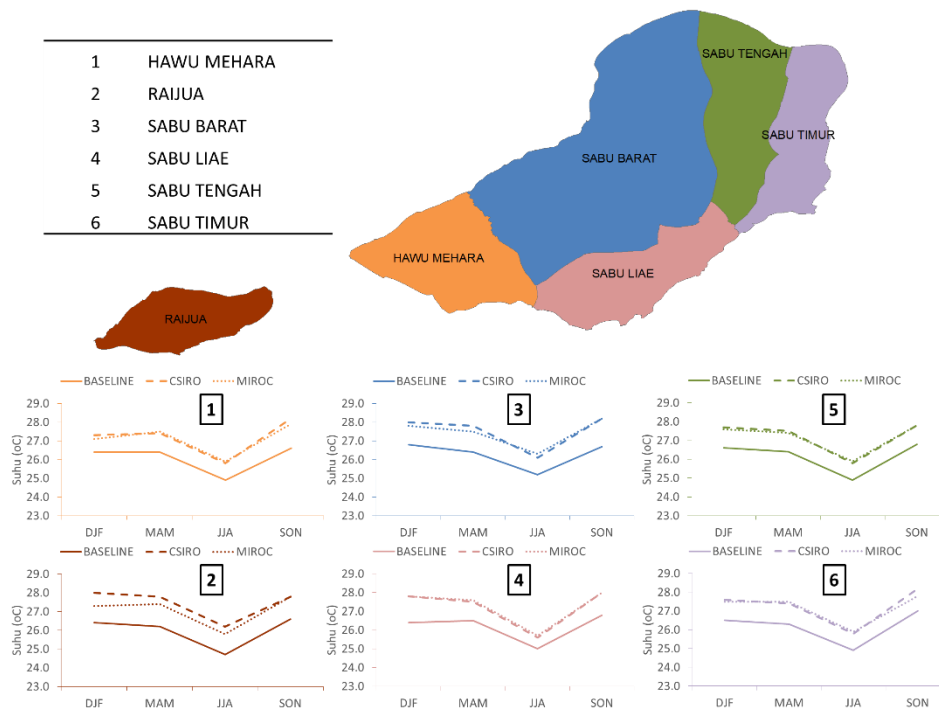 1 HAWU MEHARA
2 RAIJUA
3 SABU BARAT
4 SABU LIAE
5 SABU TENGAH
6 SABU TIMUR
SABU TENGAH
SABU TIMUR
SABU BARAT
HAWU MEHARA
SABU LIAE
RAIJUA
BASELINE CSIRO MIROC
1
Suhu (oC)
29.0
28.0
27.0
26.0
25.0
24.0
23.0
DJF MAM JJA SON
BASELINE CSIRO MIROC
3
Suhu (oC)
29.0
28.0
27.0
26.0
25.0
24.0
23.0
DJF MAM JJA SON
BASELINE CSIRO MIROC
5
Suhu (oC)
29.0
28.0
27.0
26.0
25.0
24.0
23.0
DJF MAM JJA SON
BASELINE CSIRO MIROC
2
Suhu (oC)
28.0
27.0
26.0
25.0
24.0
23.0
DJF MAM JJA SON
BASELINE CSIRO MIROC
4
Suhu (oC)
29.0
28.0
27.0
26.0
25.0
24.0
23.0
DJF MAM JJA SON
BASELINE CSIRO MIROC
6
Suhu (oC)
29.0
28.0
27.0
26.0
25.0
24.0
23.0
DJF MAM JJA SON